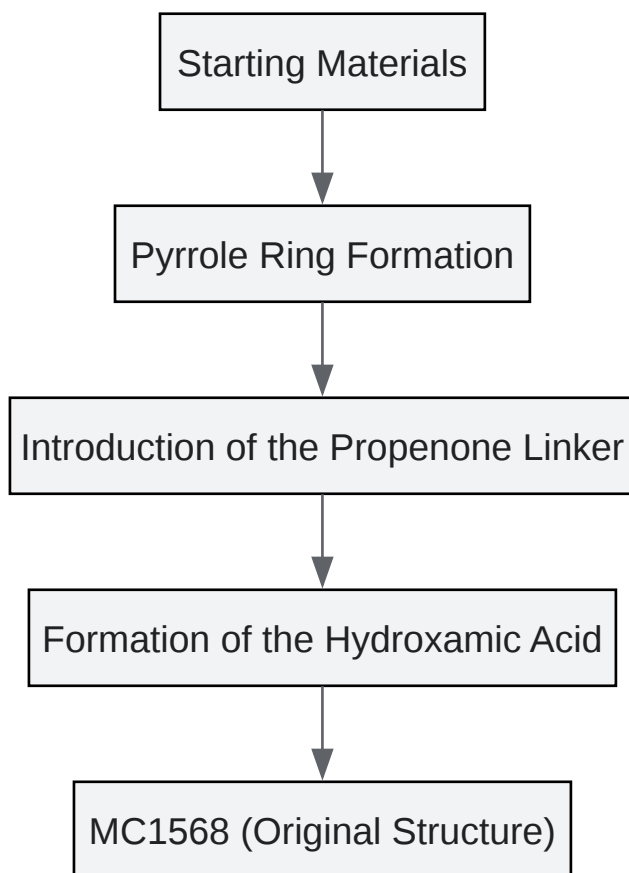 Starting Materials
Pyrrole Ring Formation
Introduction of the Propenone Linker
Formation of the Hydroxamic Acid
MC1568 (Original Structure)